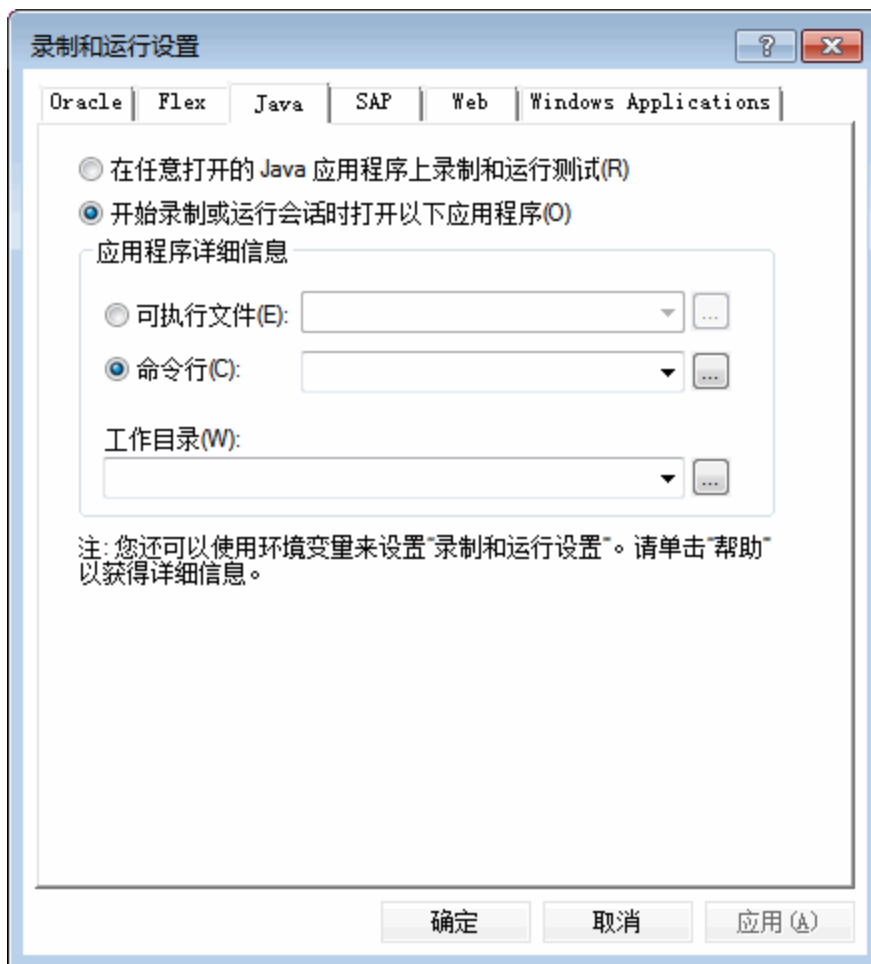 录制和运行设置
Oracle Flex Java SAP Web Windows Applications
在任意打开的 Java 应用程序上录制和运行测试(R)
开始录制或运行会话时打开以下应用程序(O)
应用程序详细信息
可执行文件(E): ...
命令行(C): ...
工作目录(W):
...
注: 您还可以使用环境变量来设置"录制和运行设置"。请单击"帮助"
以获得详细信息。
确定 取消 应用(A)